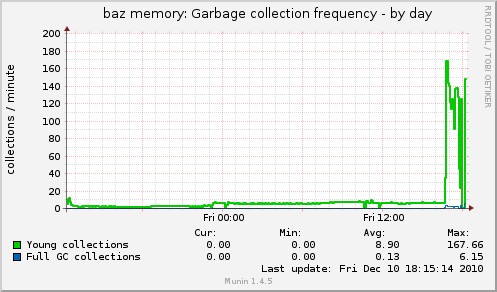 baz memory: Garbage collection frequency - by day
RRDTOOL / TOBI OETIKER
collections / minute
200
180
160
140
120
100
80
60
40
20
0
Fri 00:00 Fri 12:00
Cur: Min: Avg: Max:
Young collections 0.00 0.00 8.90 167.66
Full GC collections 0.00 0.00 0.13 6.15
Last update: Fri Dec 10 18:15:14 2010
Munin 1.4.5